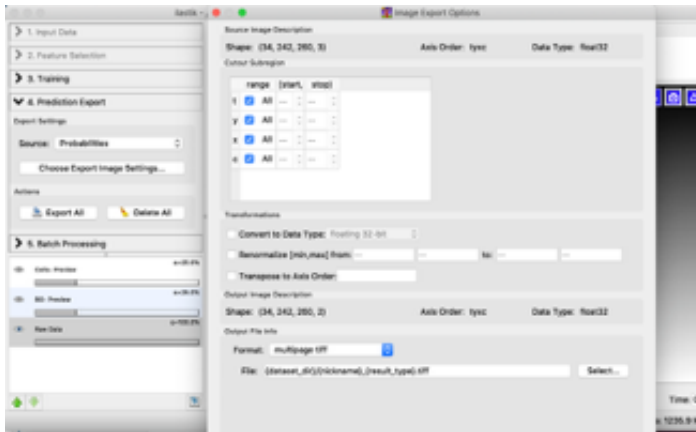 ilastik -
Image Export Options
1. Input Data
2. Feature Selection
3. Training
4. Prediction Export
Export Settings
Source: Probabilities
Choose Export Image Settings...
Actions
Export All
Delete All
5. Batch Processing
Cells: Preview
BG: Preview
Raw Data
Source Image Description
Shape: (34, 242, 260, 2) Axis Order: tyxc Data Type: float32
Cutout Subregion
range [start, stop)
t All -- --
y All -- --
x All -- --
c All -- --
Transformations
Convert to Data Type: floating 32-bit
Renormalize [min,max] from: -- -- to: -- --
Transpose to Axis Order:
Output Image Description
Shape: (34, 242, 260, 2) Axis Order: tyxc Data Type: float32
Output File Info
Format: multipage tiff
File: {dataset_dir}/{nickname}_{result_type}.tiff
Select...
Time: